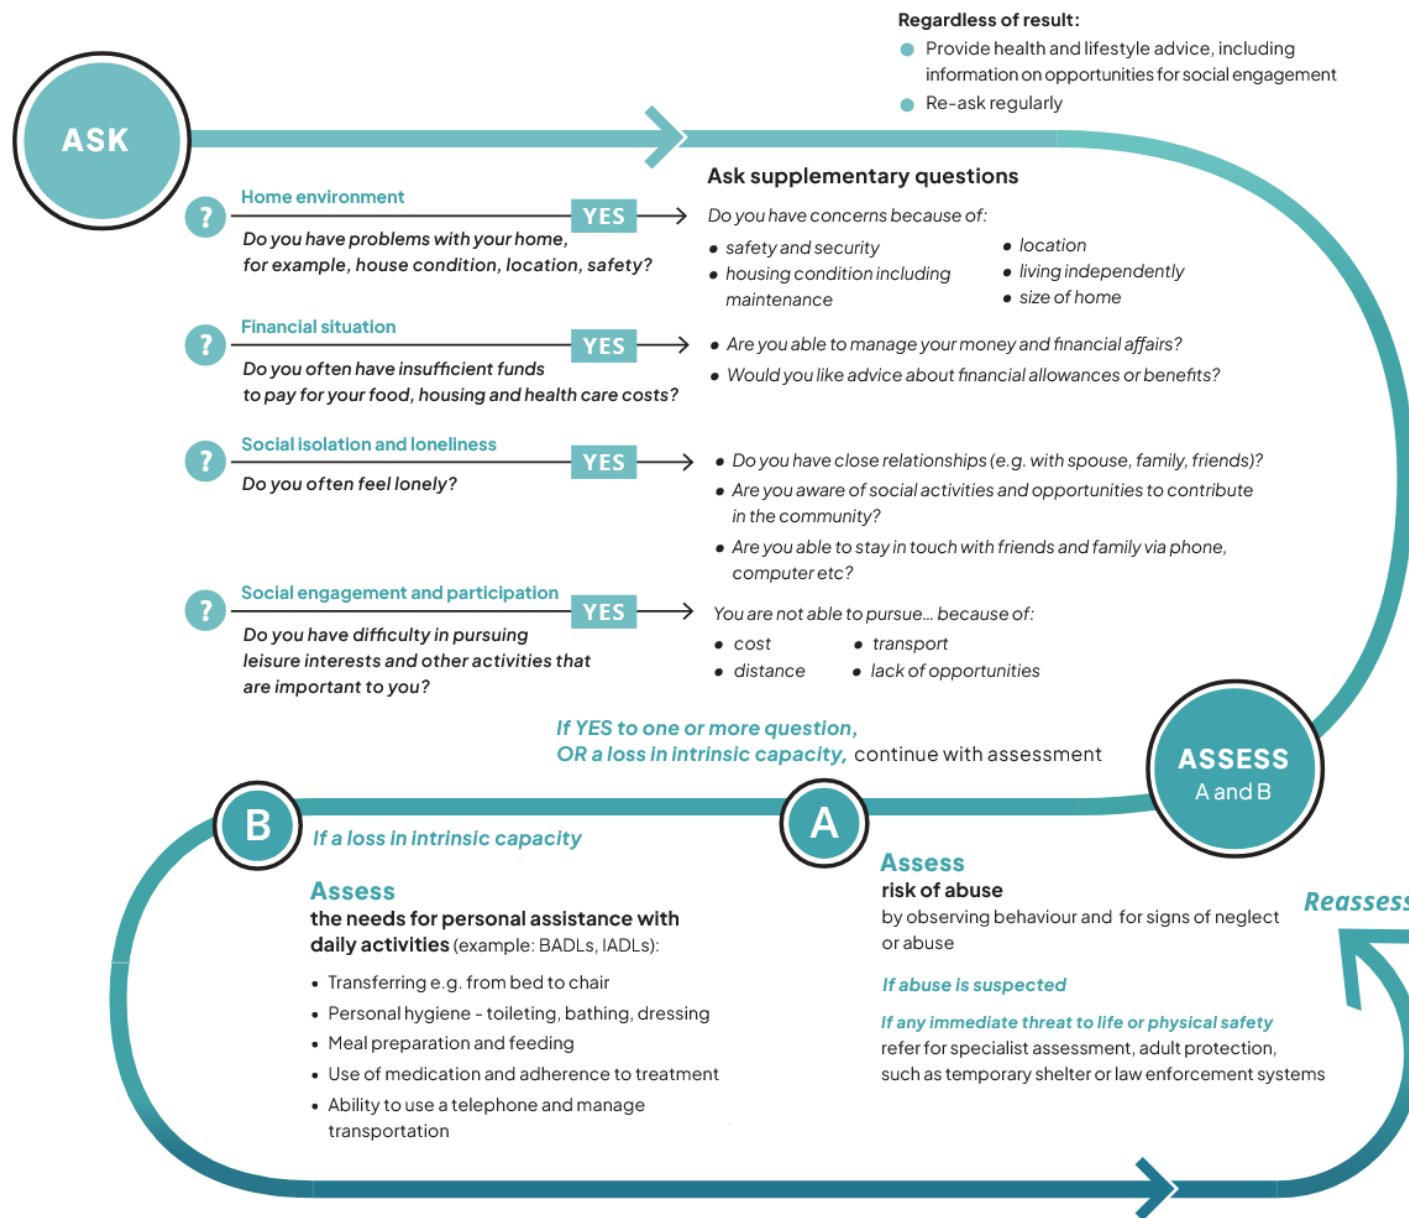 Regardless of result:
Provide health and lifestyle advice, including
information on opportunities for social engagement
Re-ask regularly
ASK
Ask supplementary questions
?
Home environment
YES
Do you have problems with your home,
for example, house condition, location, safety?
Do you have concerns because of:
• safety and security
• housing condition including
maintenance
• location
• living independently
• size of home
?
Financial situation
YES
Do you often have insufficient funds
to pay for your food, housing and health care costs?
• Are you able to manage your money and financial affairs?
• Would you like advice about financial allowances or benefits?
?
Social isolation and loneliness
YES
Do you often feel lonely?
• Do you have close relationships (e.g. with spouse, family, friends)?
• Are you aware of social activities and opportunities to contribute
in the community?
• Are you able to stay in touch with friends and family via phone,
computer etc?
?
Social engagement and participation
YES
Do you have difficulty in pursuing
leisure interests and other activities that
are important to you?
You are not able to pursue... because of:
• cost
• distance
• transport
• lack of opportunities
If YES to one or more question,
OR a loss in intrinsic capacity, continue with assessment
ASSESS
A and B
A
Assess
risk of abuse
by observing behaviour and for signs of neglect
or abuse
If abuse is suspected
If any immediate threat to life or physical safety
refer for specialist assessment, adult protection,
such as temporary shelter or law enforcement systems
B
If a loss in intrinsic capacity
Assess
the needs for personal assistance with
daily activities (example: BADLs, IADLs):
• Transferring e.g. from bed to chair
• Personal hygiene - toileting, bathing, dressing
• Meal preparation and feeding
• Use of medication and adherence to treatment
• Ability to use a telephone and manage
transportation
Reassess